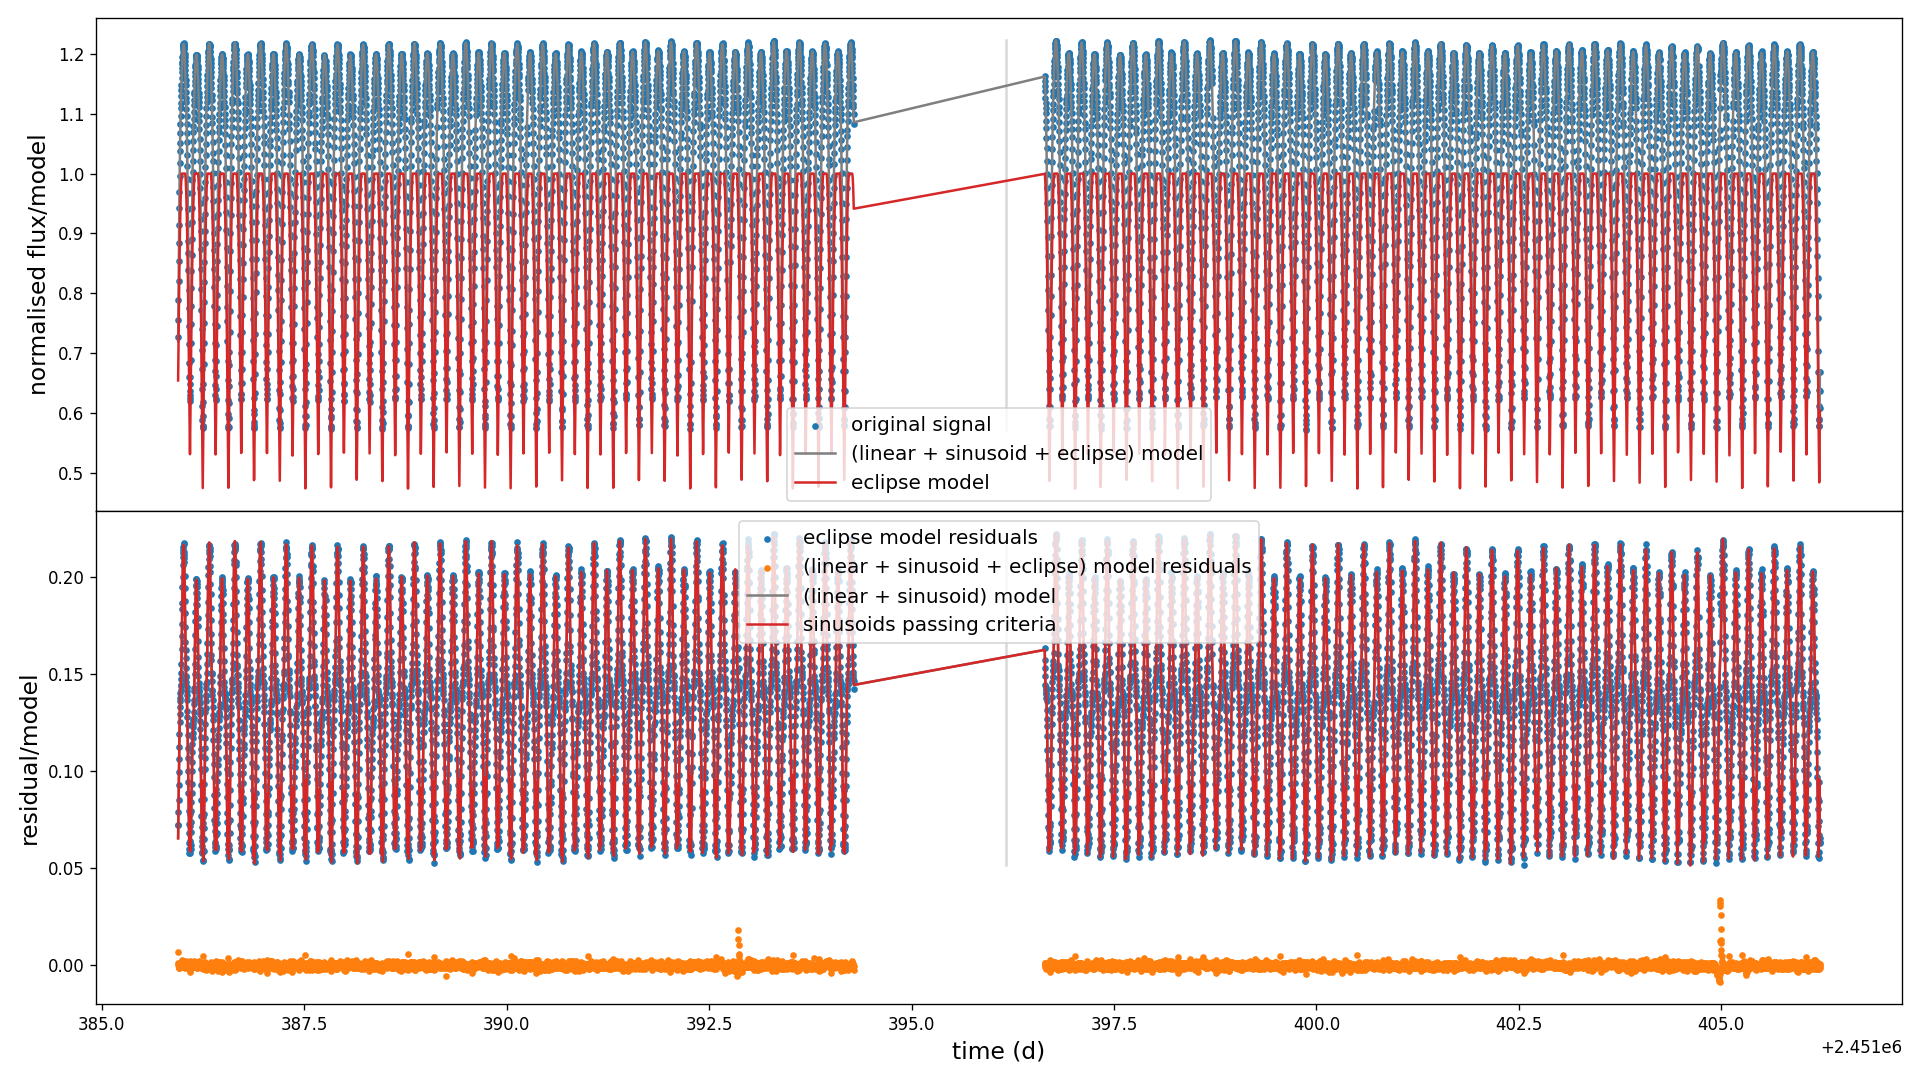 normalised flux/model
1.2
1.1
1.0
0.9
0.8
0.7
0.6
0.5
original signal
(linear + sinusoid + eclipse) model
eclipse model
residual/model
0.20
0.15
0.10
0.05
0.00
eclipse model residuals
(linear + sinusoid + eclipse) model residuals
(linear + sinusoid) model
sinusoids passing criteria
385.0 387.5 390.0 392.5 395.0 397.5 400.0 402.5 405.0
time (d)
+2.451e6